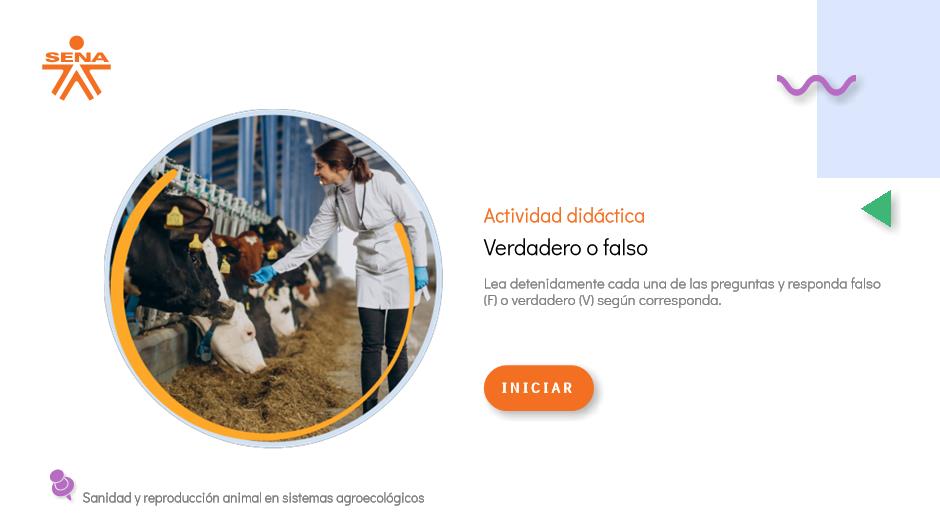 SENA
Actividad didáctica
Verdadero o falso
Lea detenidamente cada una de las preguntas y responda falso
(F) o verdadero (V) según corresponda.
INICIAR
Sanidad y reproducción animal en sistemas agroecológicos